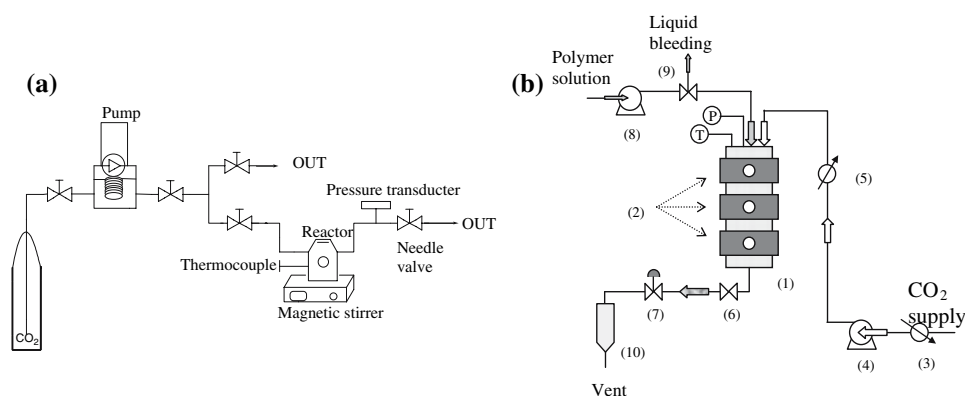 (a)
Pump
OUT
Pressure transducter
OUT
Reactor
Needle
valve
Thermocouple
Magnetic stirrer
CO2
(b)
Liquid
bleeding
Polymer
solution
(9)
(8)
P
T
(5)
(2)
(1)
CO2
supply
(7)
(6)
(4)
(3)
(10)
Vent